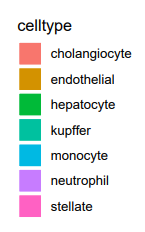 celltype
cholangiocyte
endothelial
hepatocyte
kupffer
monocyte
neutrophil
stellate